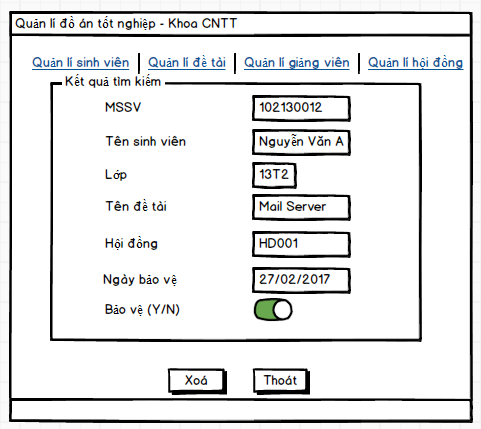 Quản lí đồ án tốt nghiệp - Khoa CNTT
Quản lí sinh viên Quản lí đề tài Quản lí giảng viên Quản lí hội đồng
Kết quả tìm kiếm
MSSV 102130012
Tên sinh viên Nguyễn Văn A
Lớp 13T2
Tên đề tài Mail Server
Hội đồng HD001
Ngày bảo vệ 27/02/2017
Bảo vệ (Y/N)
Xoá Thoát